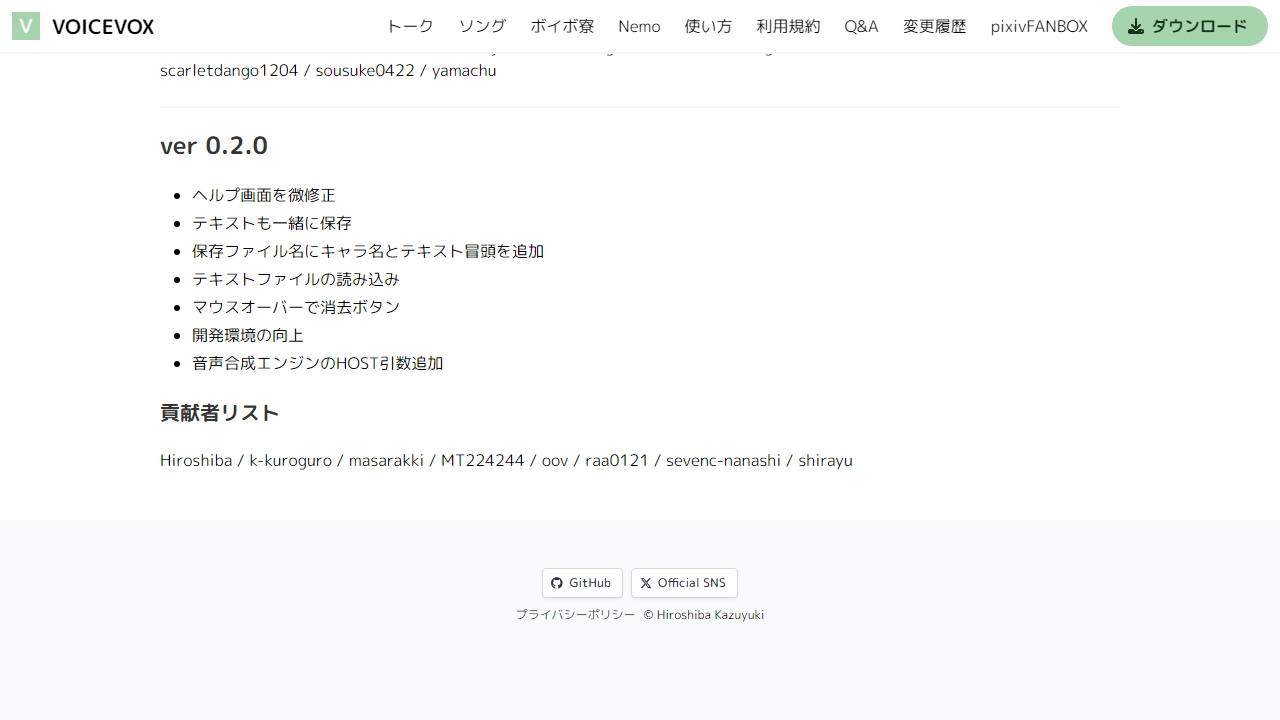 VOICEVOX トーク ソング ボイボ寮 Nemo 使い方 利用規約 Q&A 変更履歴 pixivFANBOX ダウンロード
scarletdango1204 / sousuke0422 / yamachu
ver 0.2.0
ヘルプ画面を微修正
テキストも一緒に保存
保存ファイル名にキャラ名とテキスト冒頭を追加
テキストファイルの読み込み
マウスオーバーで消去ボタン
開発環境の向上
音声合成エンジンのHOST引数追加
貢献者リスト
Hiroshiba / k-kuroguro / masarakki / MT224244 / oov / raa0121 / sevenc-nanashi / shirayu
GitHub Official SNS
プライバシーポリシー © Hiroshiba Kazuyuki